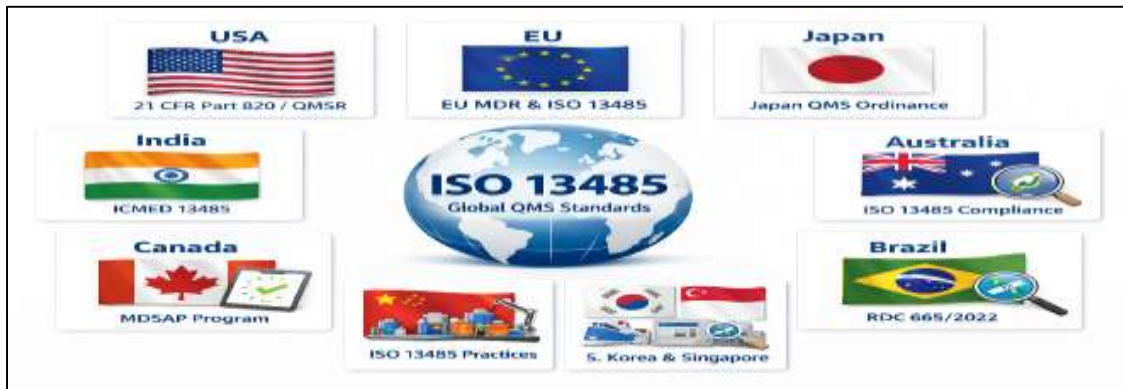 USA
21 CFR Part 820 / QMSR
EU
EU MDR & ISO 13485
Japan
Japan QMS Ordinance
India
ICMED 13485
ISO 13485
Global QMS Standards
Australia
ISO 13485 Compliance
Canada
MDSAP Program
ISO 13485 Practices
S. Korea & Singapore
Brazil
RDC 665/2022